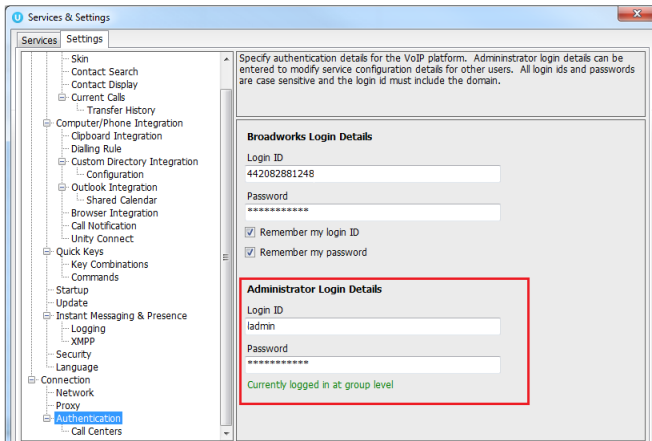 Services & Settings
Services Settings
Skin
Contact Search
Contact Display
Current Calls
Transfer History
Computer/Phone Integration
Clipboard Integration
Dialling Rule
Custom Directory Integration
Configuration
Outlook Integration
Shared Calendar
Browser Integration
Call Notification
Unity Connect
Quick Keys
Key Combinations
Commands
Startup
Update
Instant Messaging & Presence
Logging
XMPP
Security
Language
Connection
Network
Proxy
Authentication
Call Centers
Specify authentication details for the VoIP platform. Admininstrator login details can be
entered to modify service configuration details for other users. All login ids and passwords
are case sensitive and the login id must include the domain.
Broadworks Login Details
Login ID
442082881248
Password
***********
Remember my login ID
Remember my password
Administrator Login Details
Login ID
ladmin
Password
***********
Currently logged in at group level